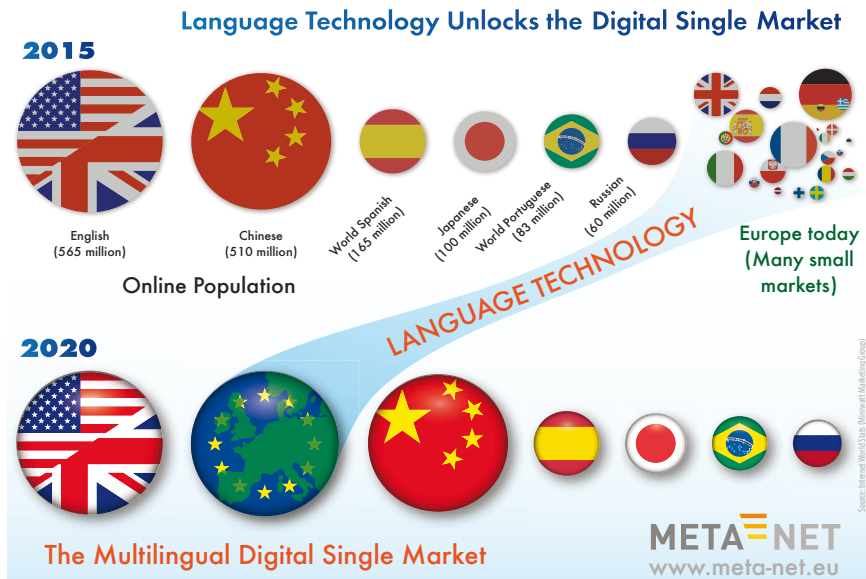 Language Technology Unlocks the Digital Single Market
2015
English
(565 million)
Chinese
(510 million)
World Spanish
(165 million)
Japanese
(100 million)
World Portuguese
(83 million)
Russian
(60 million)
Europe today
(Many small
markets)
Online Population
LANGUAGE TECHNOLOGY
2020
The Multilingual Digital Single Market
META NET
www.meta-net.eu
Source: Internet World Stats (Miniwatt Marketing Group)